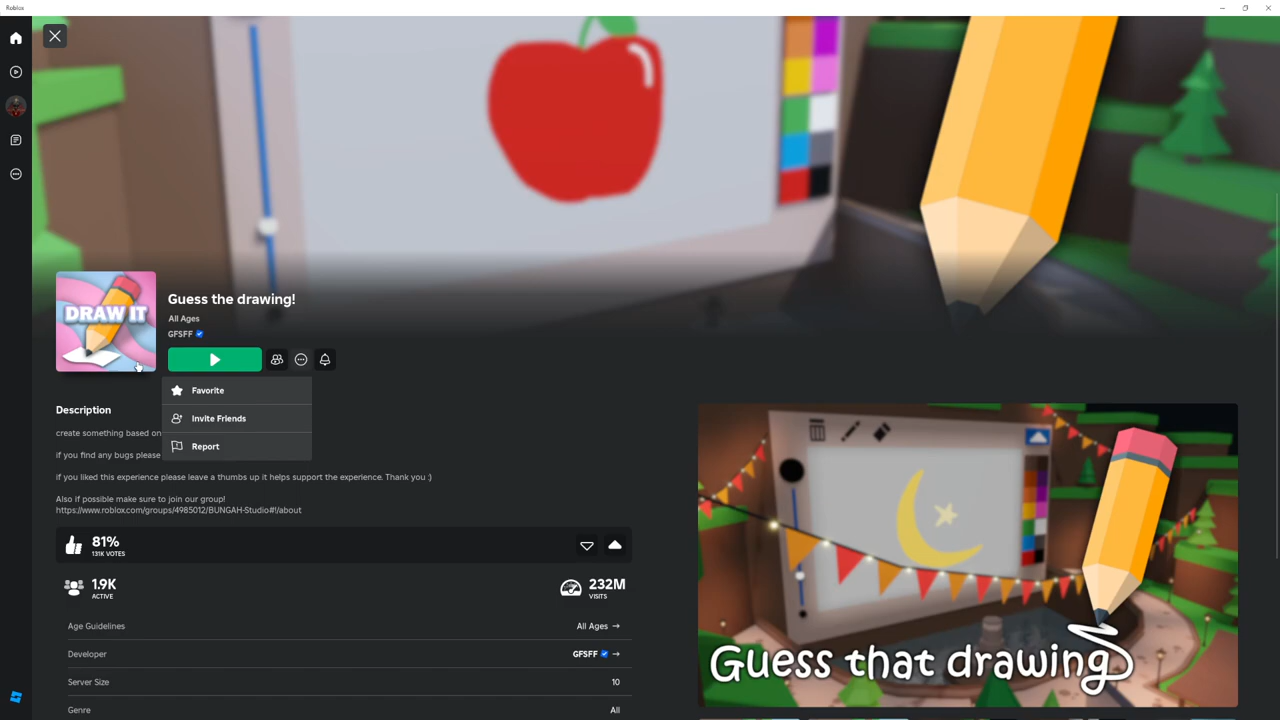 Roblox
DRAW IT
Guess the drawing!
All Ages
GFSFF
Favorite
Invite Friends
Report
Description
create something based on
if you find any bugs please
if you liked this experience please leave a thumbs up it helps support the experience. Thank you :)
Also if possible make sure to join our group!
https://www.roblox.com/groups/4985012/BUNGAH-Studio#!/about
81%
131K VOTES
1.9K
ACTIVE
232M
VISITS
Age Guidelines
All Ages →
Developer
GFSFF →
Server Size
10
Genre
All
Guess that drawing